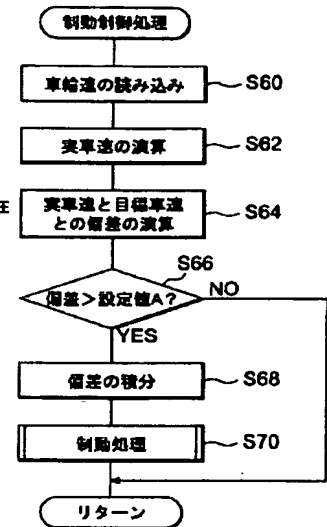 制動制御処理
車輪速の読み込み
S60
実車速の演算
S62
実車速と目標車速
との偏差の演算
S64
S66
偏差>設定値A?
NO
YES
偏差の積分
S68
制動処理
S70
リターン